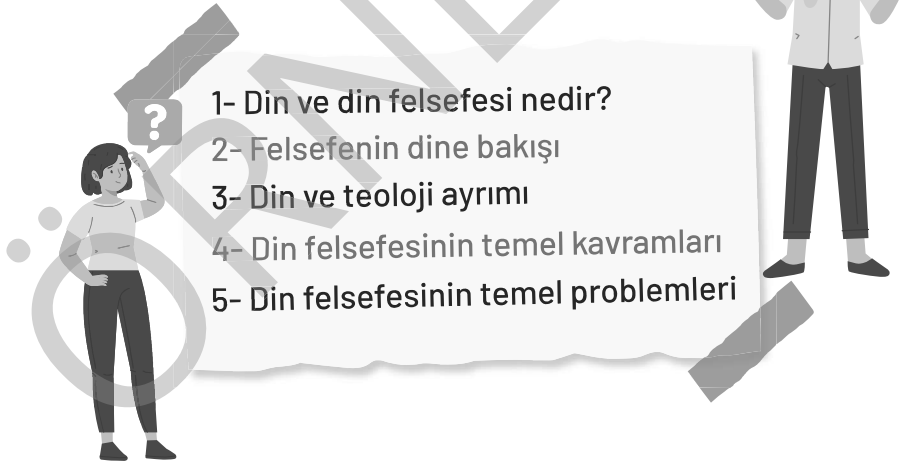 1- Din ve din felsefesi nedir?
2- Felsefenin dine bakışı
3- Din ve teoloji ayrımı
4- Din felsefesinin temel kavramları
5- Din felsefesinin temel problemleri
?
ÖRNE